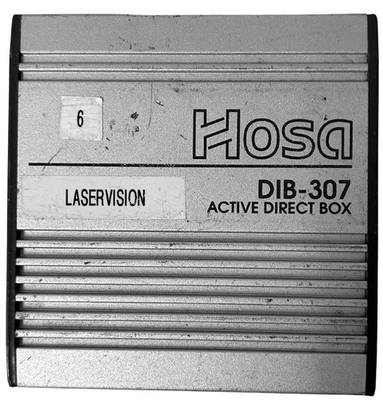 6
Hosa
LASERVISION
DIB-307
ACTIVE DIRECT BOX